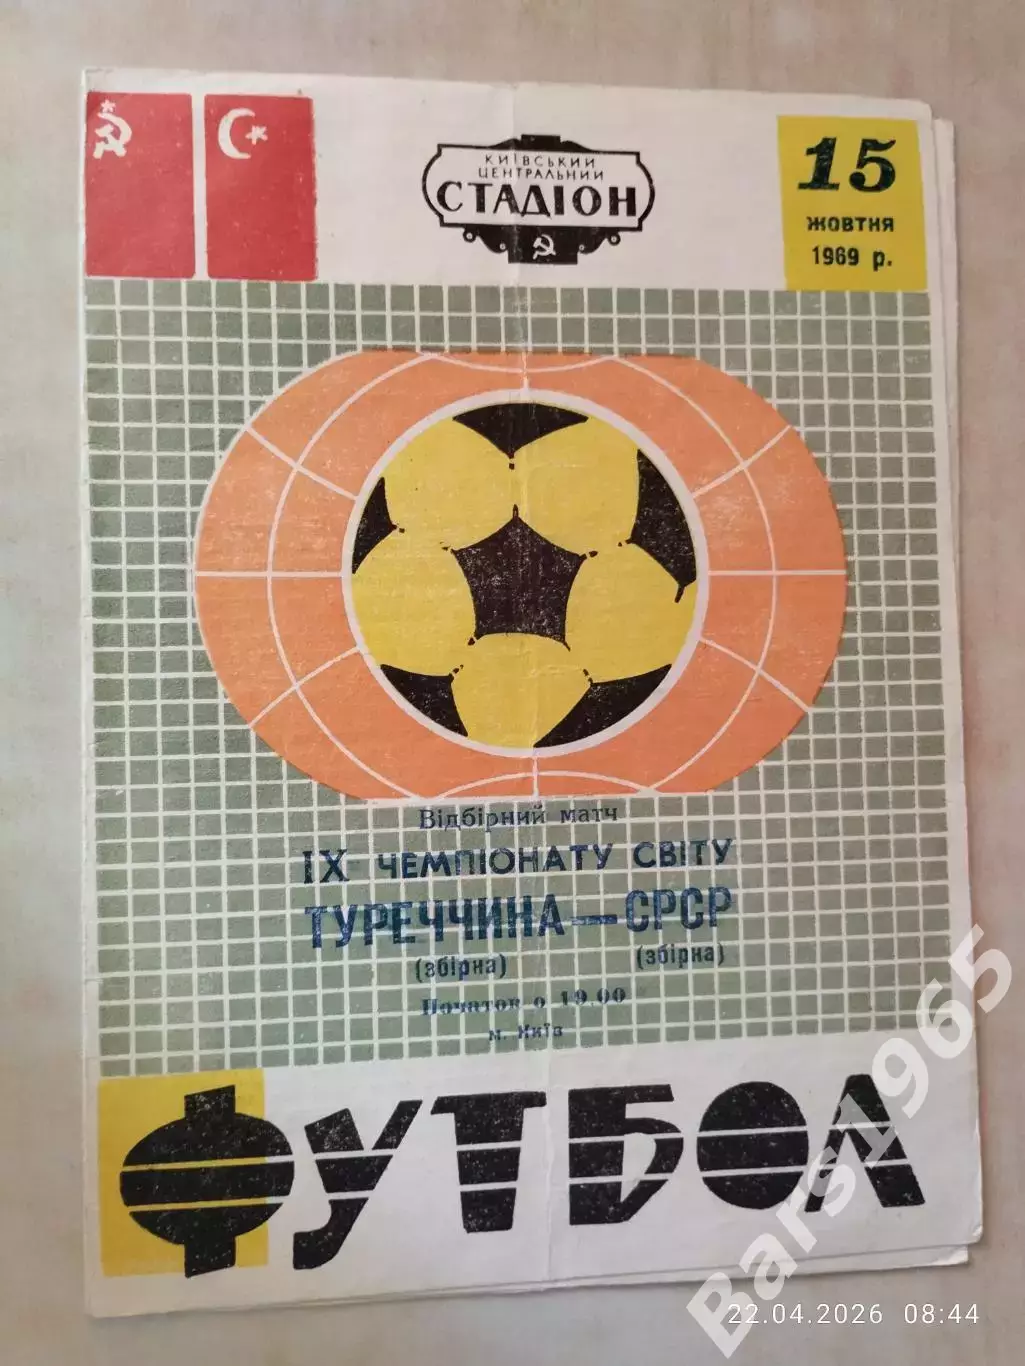 КИЇВСЬКИЙ
ЦЕНТРАЛЬНИЙ
СТАДІОН
15
ЖОВТНЯ
1969 р.
Відбірний матч
IX ЧЕМПІОНАТУ СВІТУ
ТУРЕЧЧИНА — СРСР
(збірна) (збірна)
Початок о 19.00
м. Київ
ФУТБОЛ
Bars1965
22.04.2026 08:44